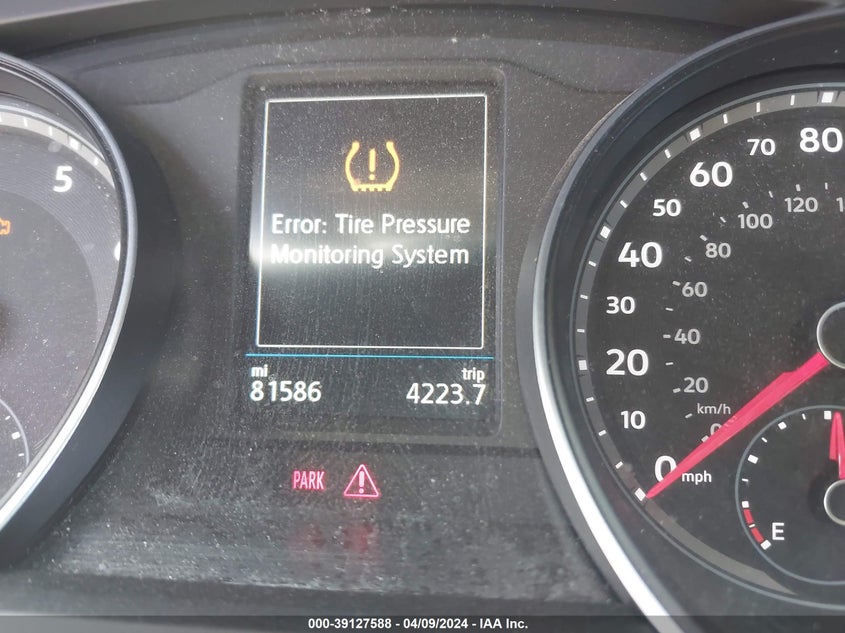 5
Error: Tire Pressure
Monitoring System
mi
trip
81586
4223.7
PARK
80
70
60
50
40
30
20
10
0
mph
120
100
80
60
40
20
km/h
0
E
000-39127588 - 04/09/2024 - IAA Inc.